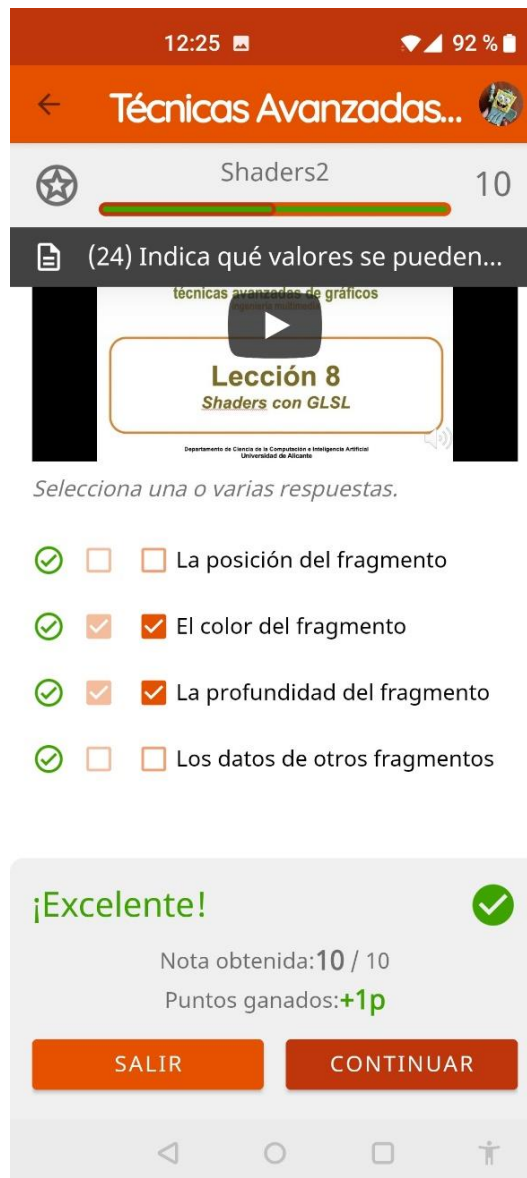 12:25
92 %
Técnicas Avanzadas...
Shaders2
10
(24) Indica qué valores se pueden...
técnicas avanzadas de gráficos
ingeniería multimedia
Lección 8
Shaders con GLSL
Departamento de Ciencia de la Computación e Inteligencia Artificial
Universidad de Alicante
Selecciona una o varias respuestas.
La posición del fragmento
El color del fragmento
La profundidad del fragmento
Los datos de otros fragmentos
¡Excelente!
Nota obtenida:10 / 10
Puntos ganados:+1p
SALIR
CONTINUAR